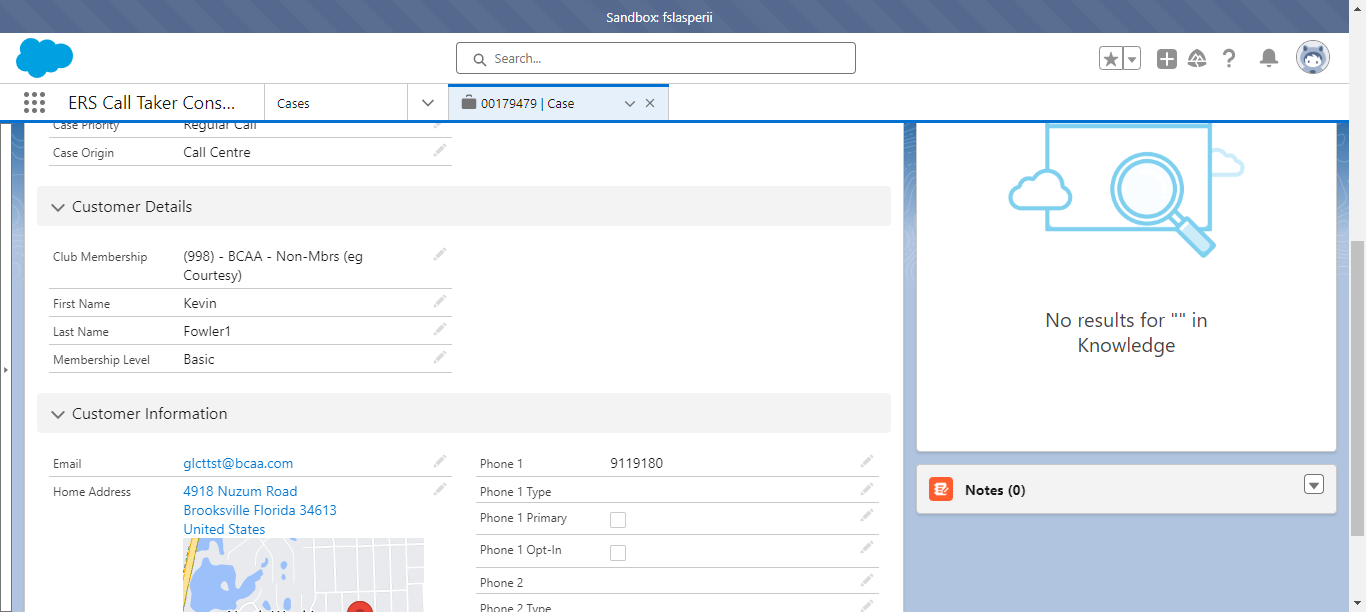 Sandbox: fslasperii
Search...
ERS Call Taker Cons...
Cases
00179479 | Case
Case Priority
Regular Call
Case Origin
Call Centre
Customer Details
Club Membership
(998) - BCAA - Non-Mbrs (eg
Courtesy)
First Name
Kevin
Last Name
Fowler1
Membership Level
Basic
Customer Information
Email
glcttst@bcaa.com
Home Address
4918 Nuzum Road
Brooksville Florida 34613
United States
Phone 1
9119180
Phone 1 Type
Phone 1 Primary
Phone 1 Opt-In
Phone 2
Phone 2 Type
No results for "" in
Knowledge
Notes (0)